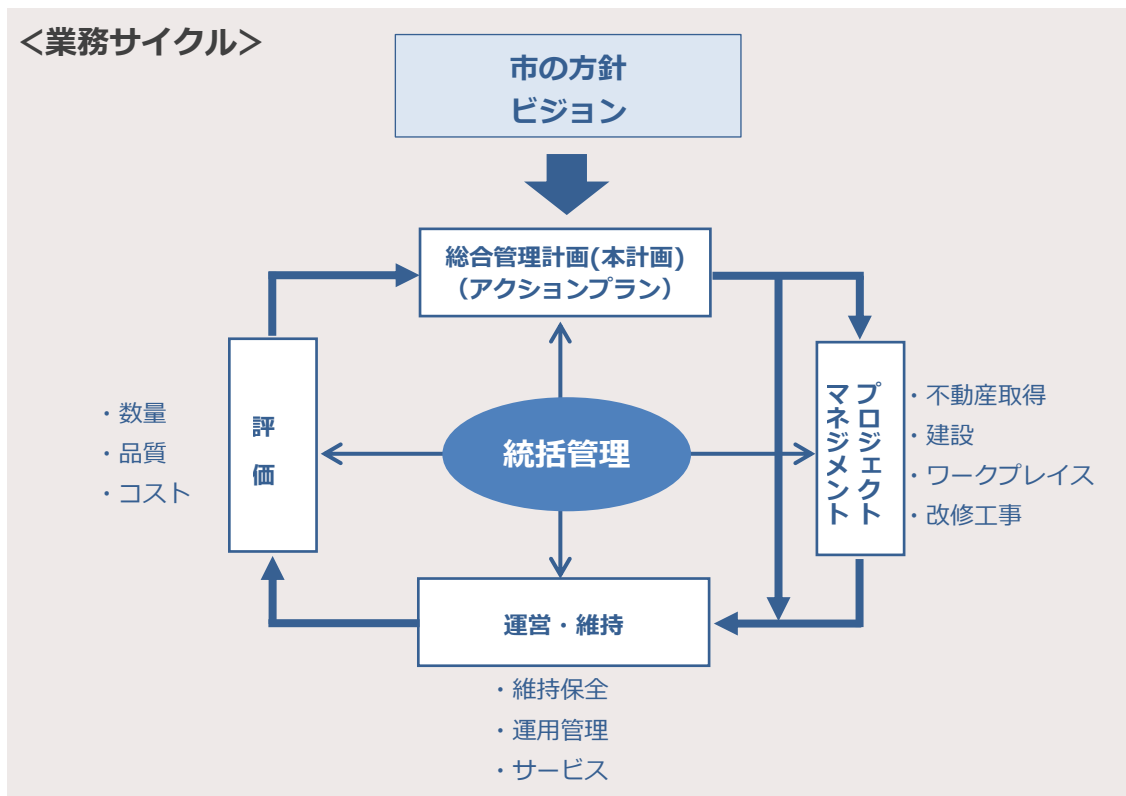 ＜業務サイクル＞
市の方針
ビジョン
総合管理計画(本計画)
（アクションプラン）
評価
・数量
・品質
・コスト
統括管理
プロジェクト
マネジメント
・不動産取得
・建設
・ワークプレイス
・改修工事
運営・維持
・維持保全
・運用管理
・サービス